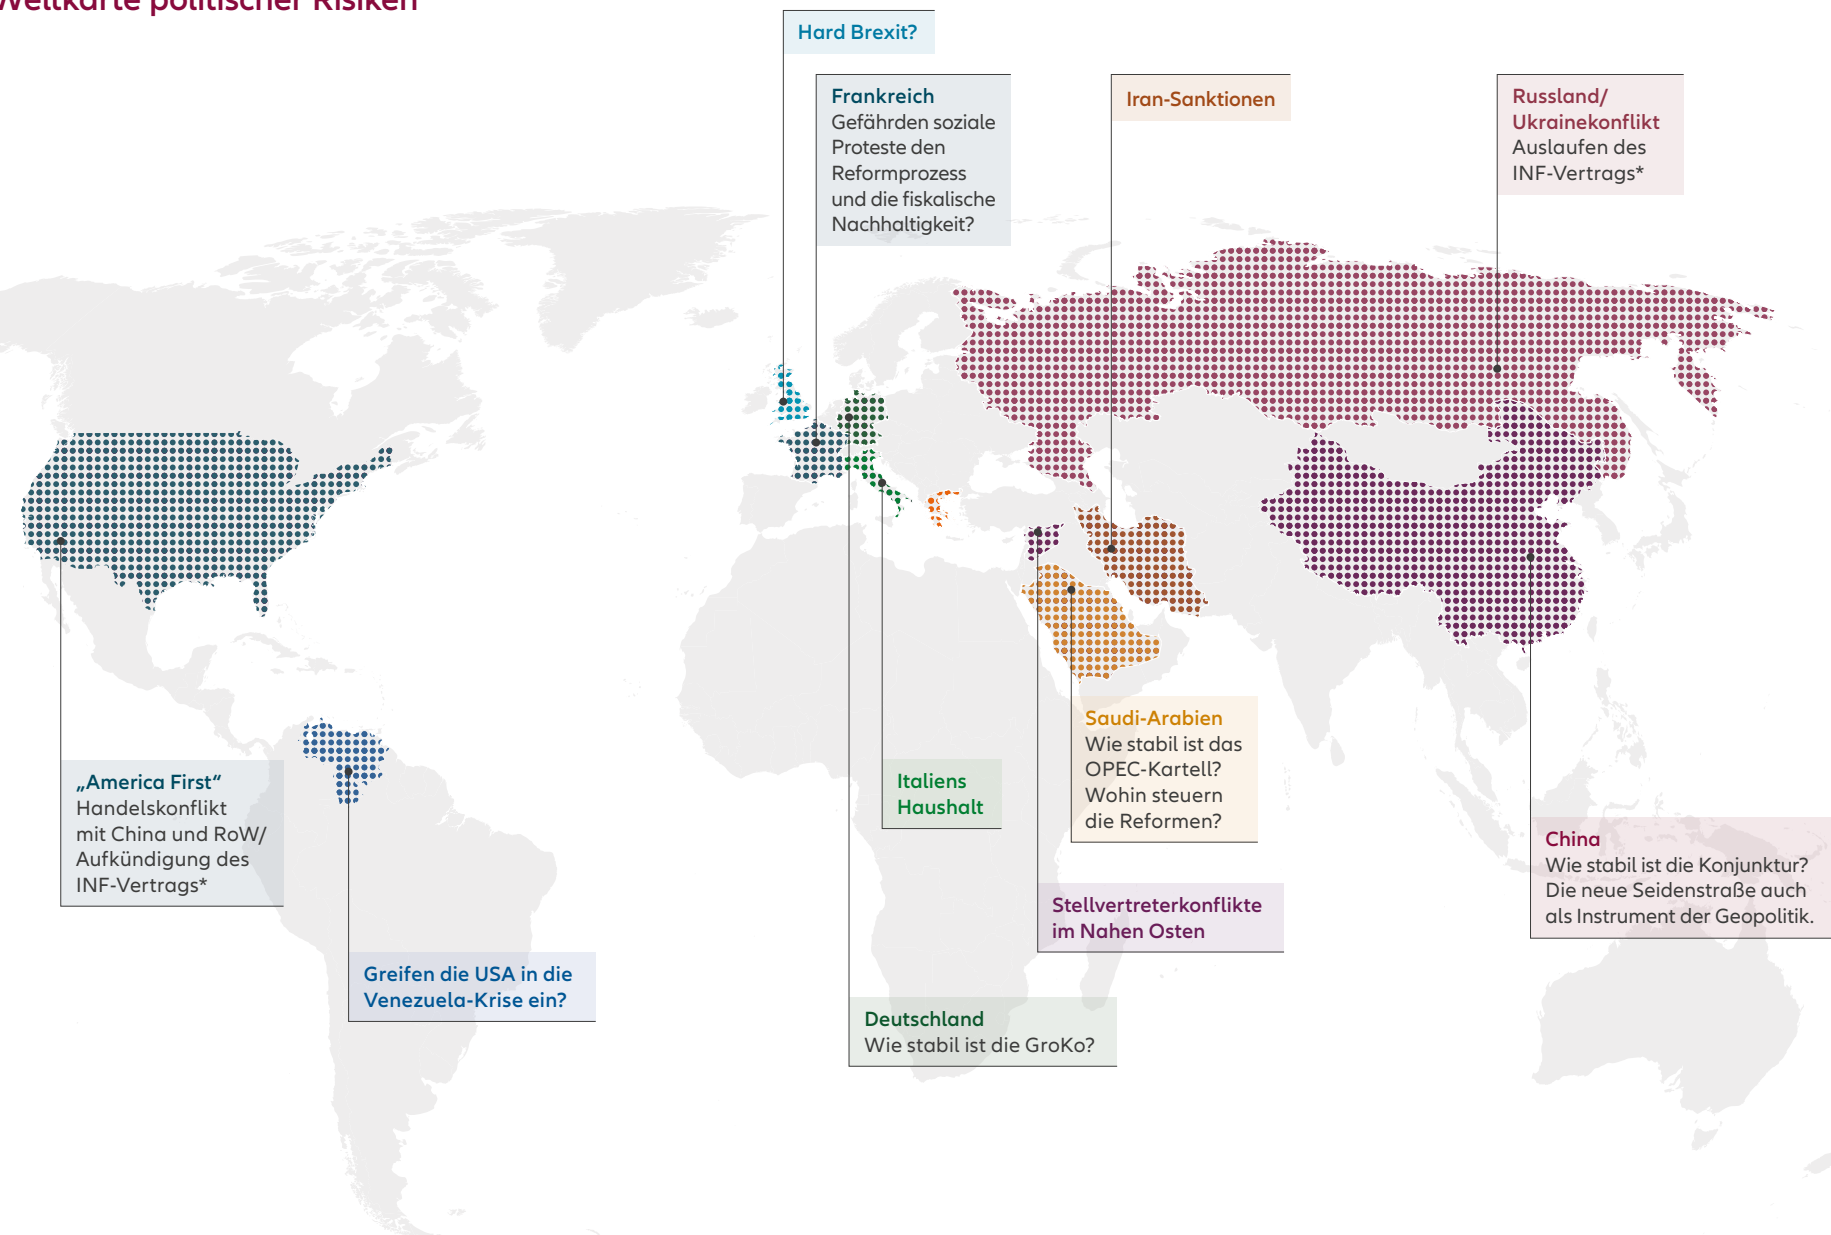 Weltkarte politischer Risiken
Hard Brexit?
Frankreich
Gefährden soziale
Proteste den
Reformprozess
und die fiskalische
Nachhaltigkeit?
Iran-Sanktionen
Russland/
Ukrainekonflikt
Auslaufen des
INF-Vertrags*
„America First“
Handelskonflikt
mit China und RoW/
Aufkündigung des
INF-Vertrags*
Greifen die USA in die
Venezuela-Krise ein?
Italiens
Haushalt
Saudi-Arabien
Wie stabil ist das
OPEC-Kartell?
Wohin steuern
die Reformen?
Stellvertreterkonflikte
im Nahen Osten
Deutschland
Wie stabil ist die GroKo?
China
Wie stabil ist die Konjunktur?
Die neue Seidenstraße auch
als Instrument der Geopolitik.